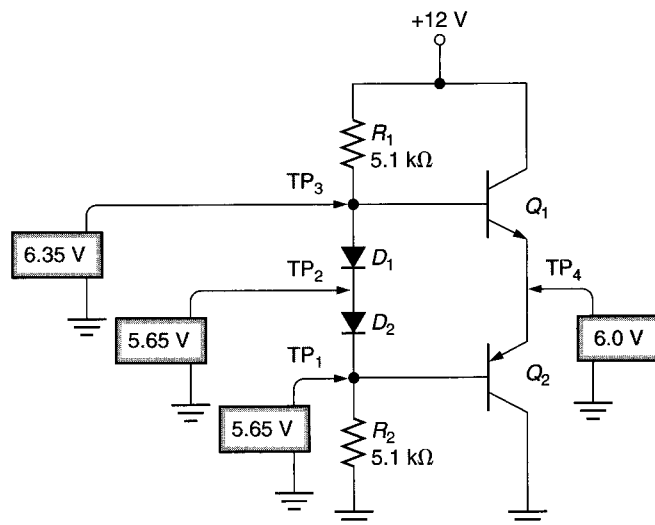 +12 V
R1
5.1 kΩ
TP3
Q1
6.35 V
D1
TP2
TP4
5.65 V
D2
6.0 V
TP1
Q2
5.65 V
R2
5.1 kΩ